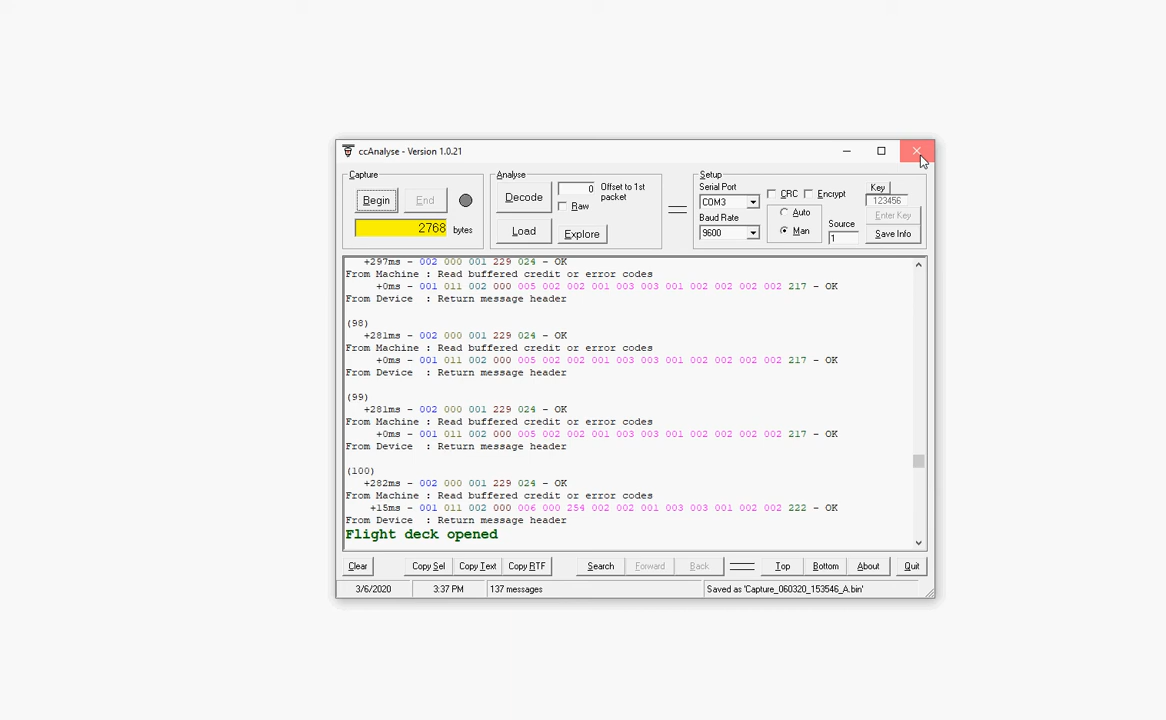 ccAnalyse - Version 1.0.21
Capture
Begin
End
2768 bytes
Analyse
Decode
0
Offset to 1st packet
Raw
Load
Explore
Setup
Serial Port
COM3
Baud Rate
9600
CRC
Encrypt
Auto
Man
Source
1
Key
123456
Enter Key
Save Info
+297ms - 002 000 001 229 024 - OK
From Machine : Read buffered credit or error codes
+0ms - 001 011 002 000 005 002 002 001 003 003 001 002 002 002 002 217 - OK
From Device : Return message header
(98)
+281ms - 002 000 001 229 024 - OK
From Machine : Read buffered credit or error codes
+0ms - 001 011 002 000 005 002 002 001 003 003 001 002 002 002 002 217 - OK
From Device : Return message header
(99)
+281ms - 002 000 001 229 024 - OK
From Machine : Read buffered credit or error codes
+0ms - 001 011 002 000 005 002 002 001 003 003 001 002 002 002 002 217 - OK
From Device : Return message header
(100)
+282ms - 002 000 001 229 024 - OK
From Machine : Read buffered credit or error codes
+15ms - 001 011 002 000 006 000 254 002 002 001 003 003 001 002 002 222 - OK
From Device : Return message header
Flight deck opened
Clear
Copy Sel
Copy Text
Copy RTF
Search
Forward
Back
Top
Bottom
About
Quit
3/6/2020
3:37 PM
137 messages
Saved as 'Capture_060320_153546_A.bin'